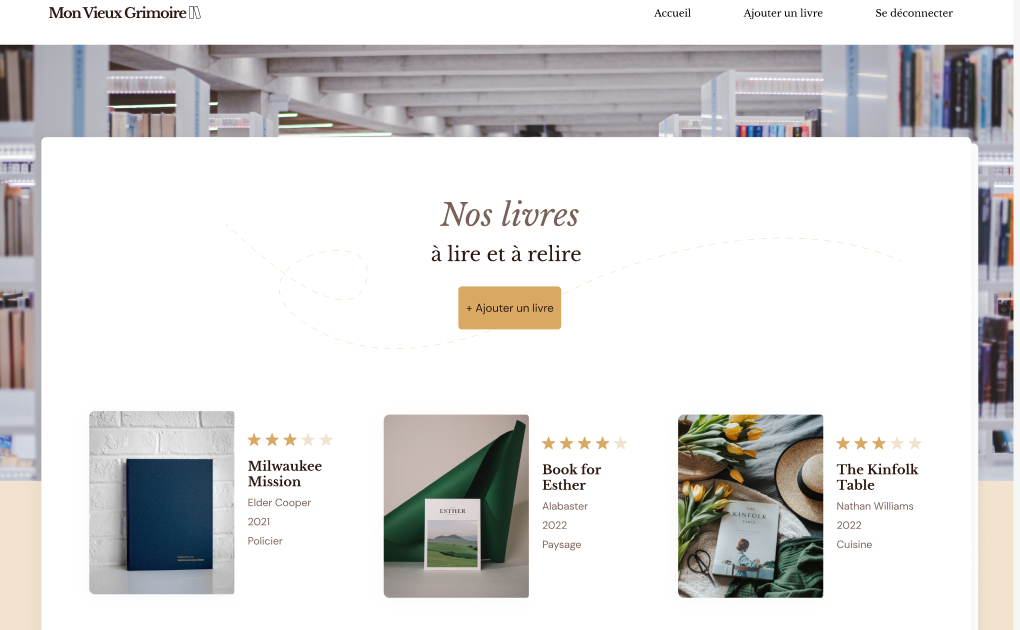 Mon Vieux Grimoire
Accueil
Ajouter un livre
Se déconnecter
Nos livres
à lire et à relire
+ Ajouter un livre
Milwaukee
Mission
Elder Cooper
2021
Policier
ESTHER
Book for
Esther
Alabaster
2022
Paysage
THE
KINFOLK
TABLE
The Kinfolk
Table
Nathan Williams
2022
Cuisine